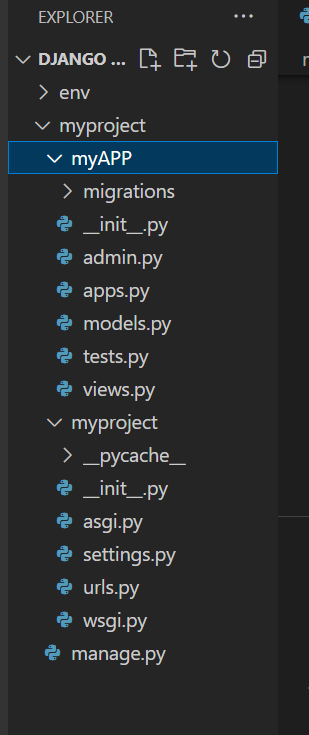 EXPLORER
DJANGO ...
env
myproject
myAPP
migrations
__init__.py
admin.py
apps.py
models.py
tests.py
views.py
myproject
__pycache__
__init__.py
asgi.py
settings.py
urls.py
wsgi.py
manage.py